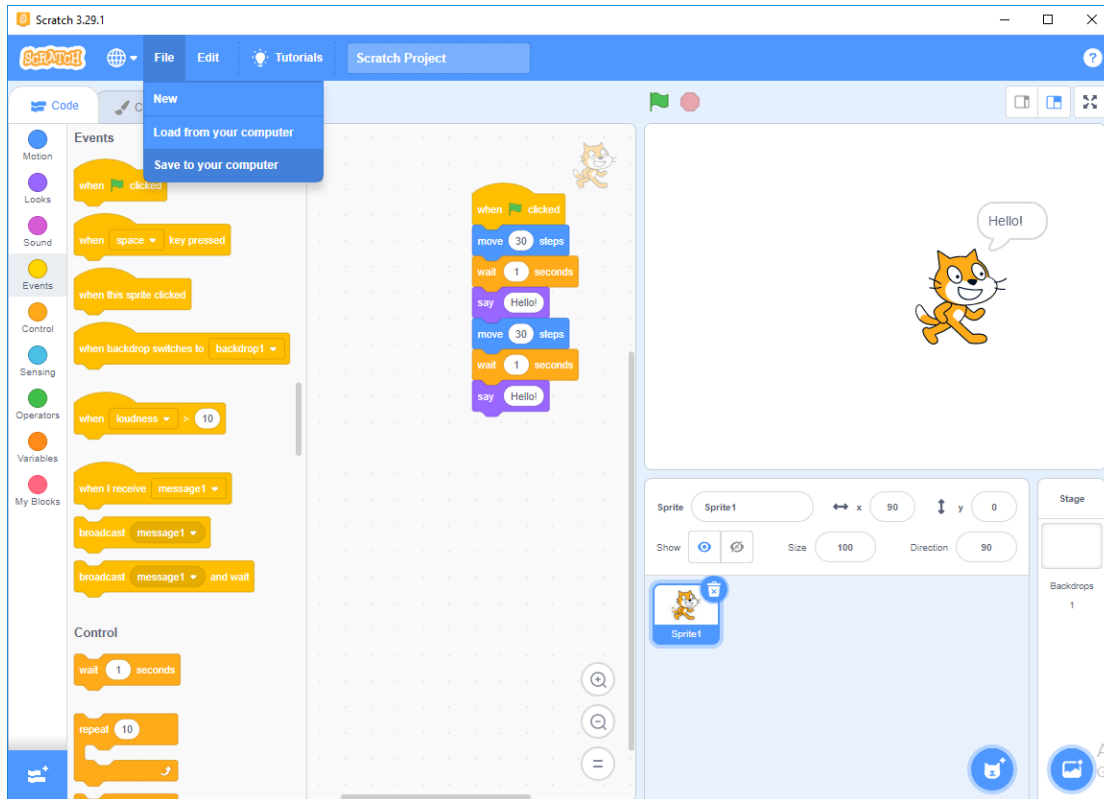 Scratch 3.29.1
SCRATCH File Edit Tutorials Scratch Project
New
Load from your computer
Save to your computer
Code
C
Motion
Looks
Sound
Events
Control
Sensing
Operators
Variables
My Blocks
Events
when clicked
when space key pressed
when this sprite clicked
when backdrop switches to backdrop1
when loudness > 10
when I receive message1
broadcast message1
broadcast message1 and wait
Control
wait 1 seconds
repeat 10
when clicked
move 30 steps
wait 1 seconds
say Hello!
move 30 steps
wait 1 seconds
say Hello!
Hello!
Sprite Sprite1 x 90 y 0
Show Size 100 Direction 90
Sprite1
Stage
Backdrops
1